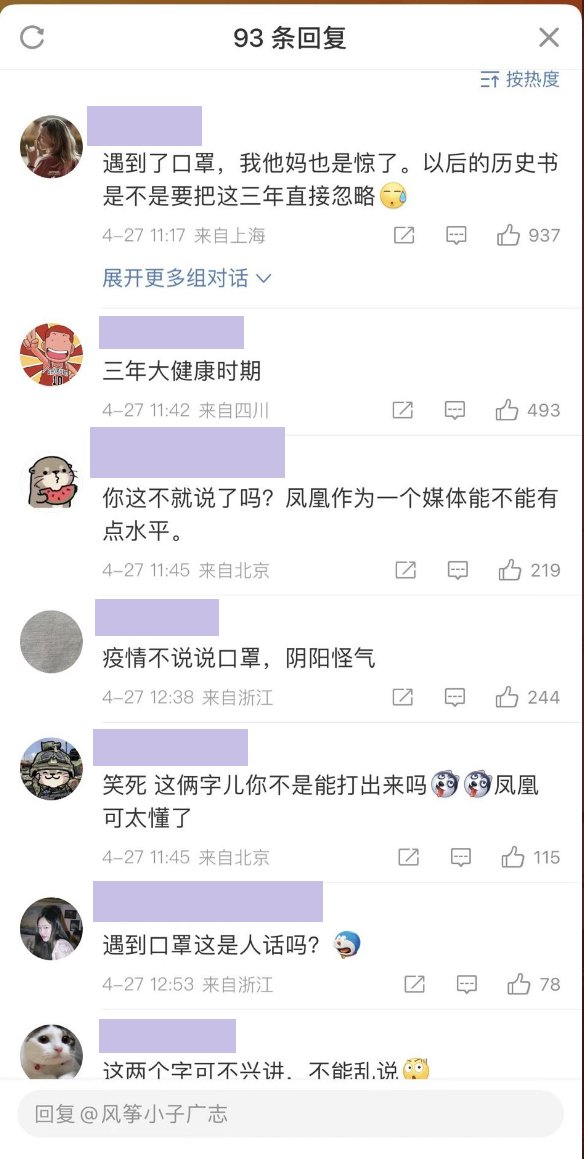 93 条回复
按热度
遇到了口罩，我他妈也是惊了。以后的历史书
是不是要把这三年直接忽略
4-27 11:17 来自上海
937
展开更多组对话
三年大健康时期
4-27 11:42 来自四川
493
你这不就说了吗？凤凰作为一个媒体能不能有
点水平。
4-27 11:45 来自北京
219
疫情不说说口罩，阴阳怪气
4-27 12:38 来自浙江
244
笑死 这俩字儿你不是能打出来吗凤凰
可太懂了
4-27 11:45 来自北京
115
遇到口罩这是人话吗？
4-27 12:53 来自浙江
78
这两个字可不兴讲，不能乱说
回复@风筝小子广志